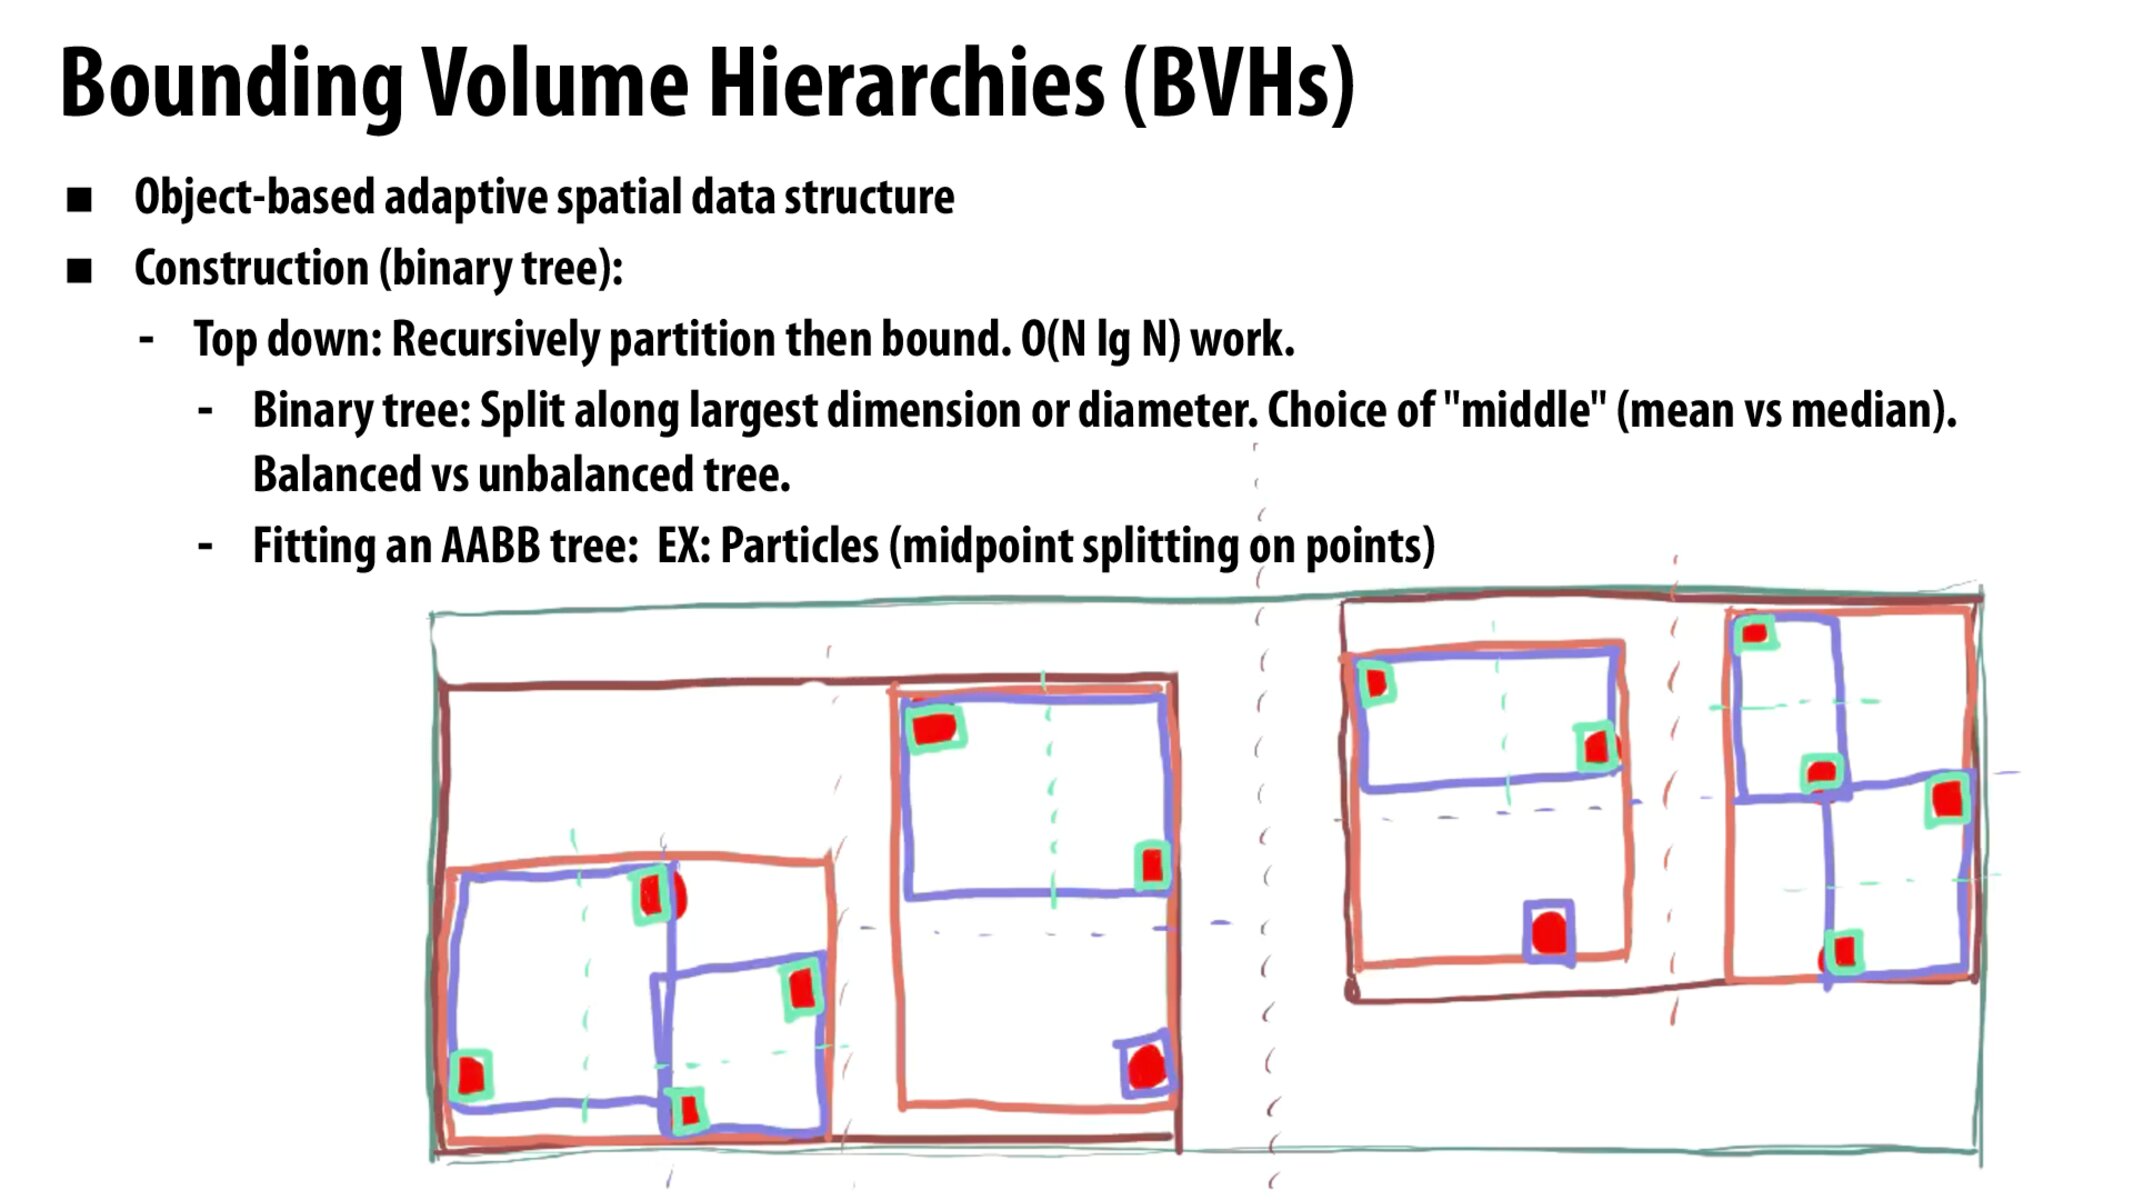 Bounding Volume Hierarchies (BVHs)
■ Object-based adaptive spatial data structure
■ Construction (binary tree):
- Top down: Recursively partition then bound. O(N lg N) work.
- Binary tree: Split along largest dimension or diameter. Choice of "middle" (mean vs median).
Balanced vs unbalanced tree.
- Fitting an AABB tree: EX: Particles (midpoint splitting on points)